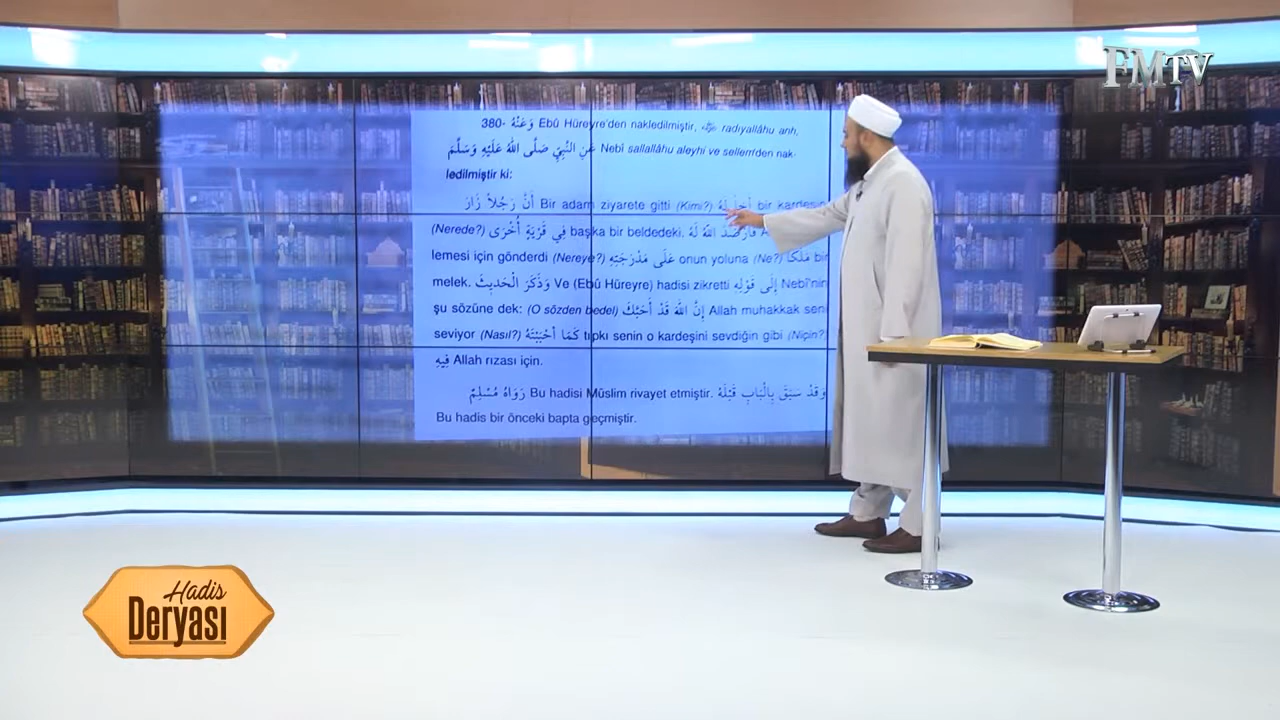 FMTV
380- وَعَنْهُ Ebû Hüreyre'den nakledilmiştir, radıyallâhu anh,
عَنِ النَّبِيِّ صَلَّى اللهُ عَلَيْهِ وَسَلَّمَ Nebî sallallâhu aleyhi ve sellem'den nak-
ledilmiştir ki:
أَنَّ رَجُلاً زَارَ Bir adam ziyarete gitti (Kimi?) أَخًا لَهُ bir kardeşin
(Nerede?) فِي قَرْيَةٍ أُخْرَى başka bir beldedeki. فَأَرْصَدَ اللهُ لَهُ
lemesi için gönderdi (Nereye?) عَلَى مَدْرَجَتِهِ onun yoluna (Ne?) مَلَكًا bir
melek. وَذَكَرَ الْحَدِيثَ Ve (Ebû Hüreyre) hadisi zikretti إِلَى قَوْلِهِ Nebî'nin
şu sözüne dek: (O sözden bedel) إِنَّ اللهَ قَدْ أَحَبَّكَ Allah muhakkak seni
seviyor (Nasıl?) كَمَا أَحْبَبْتَهُ tıpkı senin o kardeşini sevdiğin gibi (Niçin?)
فِيهِ Allah rızası için.
رَوَاهُ مُسْلِمٌ Bu hadisi Müslim rivayet etmiştir. وَقَدْ سَبَقَ بِالْبَابِ قَبْلَهُ
Bu hadis bir önceki bapta geçmiştir.
Hadis
Deryası